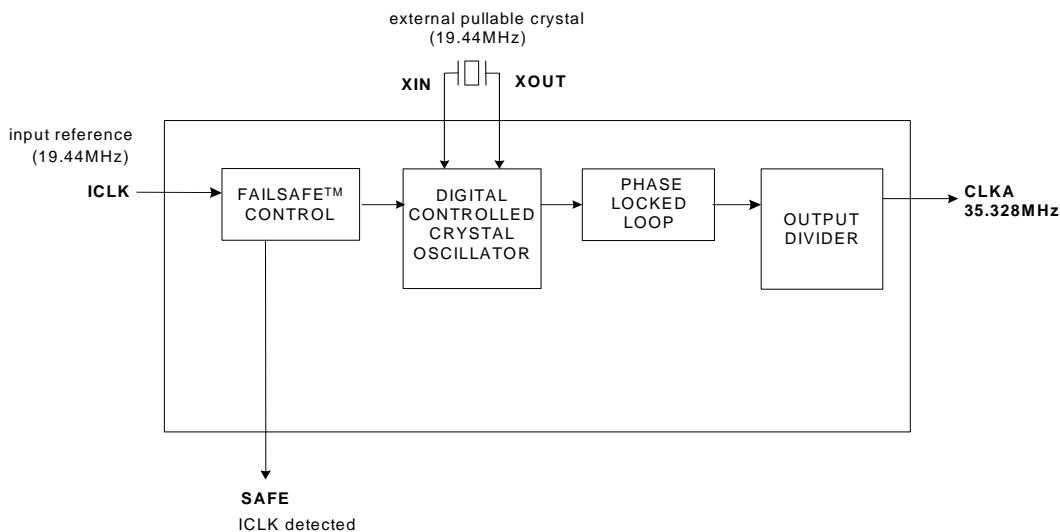 external pullable crystal
(19.44MHz)
XIN
XOUT
input reference
(19.44MHz)
ICLK
FAILSAFE™
CONTROL
DIGITAL
CONTROLLED
CRYSTAL
OSCILLATOR
PHASE
LOCKED
LOOP
OUTPUT
DIVIDER
CLKA
35.328MHz
SAFE
ICLK detected